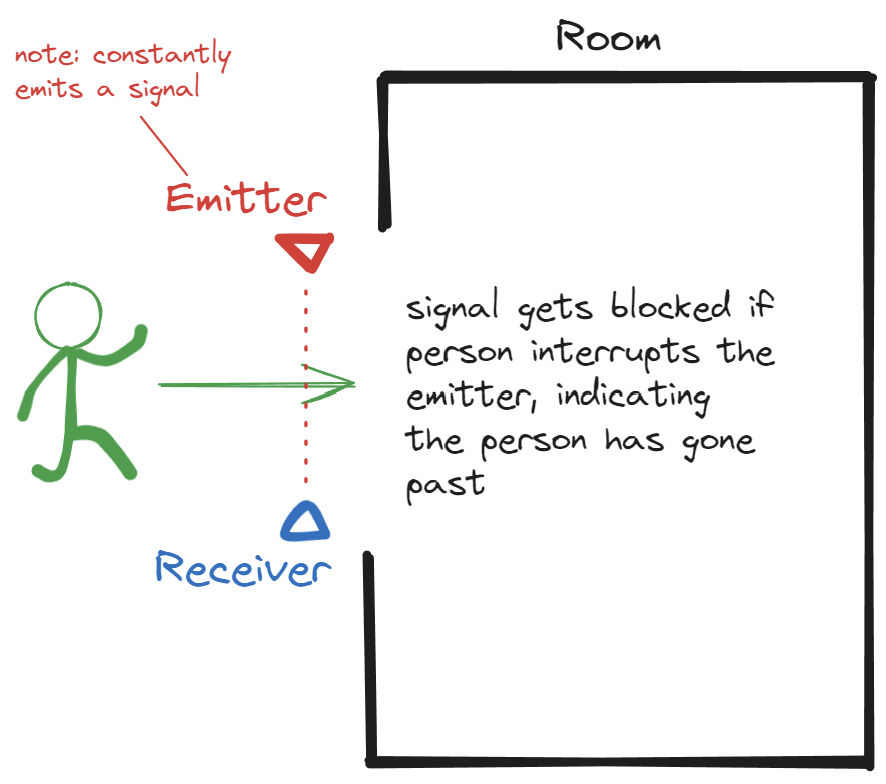 Room
note: constantly
emits a signal
Emitter
signal gets blocked if
person interrupts the
emitter, indicating
the person has gone
past
Receiver